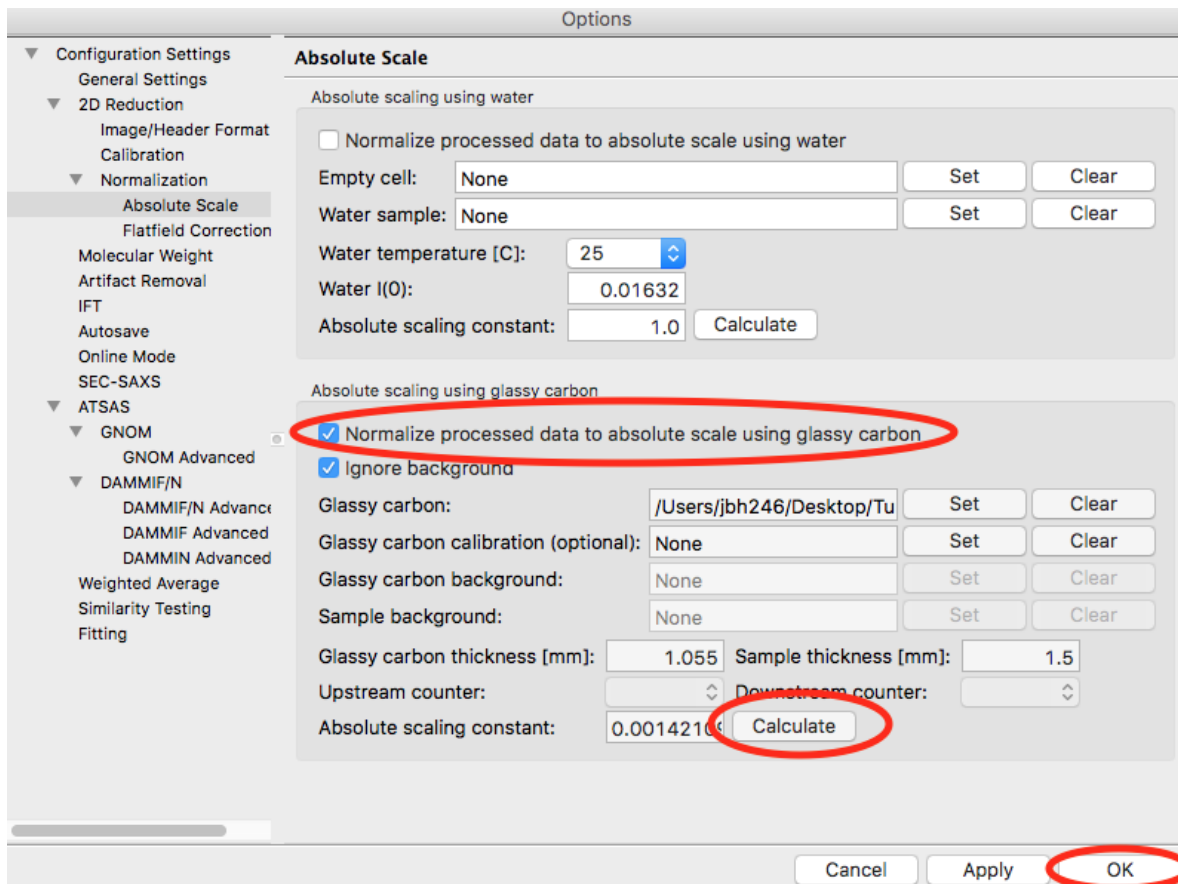 Options
Configuration Settings
General Settings
2D Reduction
Image/Header Format
Calibration
Normalization
Absolute Scale
Flatfield Correction
Molecular Weight
Artifact Removal
IFT
Autosave
Online Mode
SEC-SAXS
ATSAS
GNOM
GNOM Advanced
DAMMIF/N
DAMMIF/N Advance
DAMMIF Advanced
DAMMIN Advanced
Weighted Average
Similarity Testing
Fitting
Absolute Scale
Absolute scaling using water
Normalize processed data to absolute scale using water
Empty cell: None Set Clear
Water sample: None Set Clear
Water temperature [C]: 25
Water I(0): 0.01632
Absolute scaling constant: 1.0 Calculate
Absolute scaling using glassy carbon
Normalize processed data to absolute scale using glassy carbon
Ignore background
Glassy carbon: /Users/jbh246/Desktop/Tu Set Clear
Glassy carbon calibration (optional): None Set Clear
Glassy carbon background: None Set Clear
Sample background: None Set Clear
Glassy carbon thickness [mm]: 1.055 Sample thickness [mm]: 1.5
Upstream counter: Downstream counter:
Absolute scaling constant: 0.00142109 Calculate
Cancel Apply OK